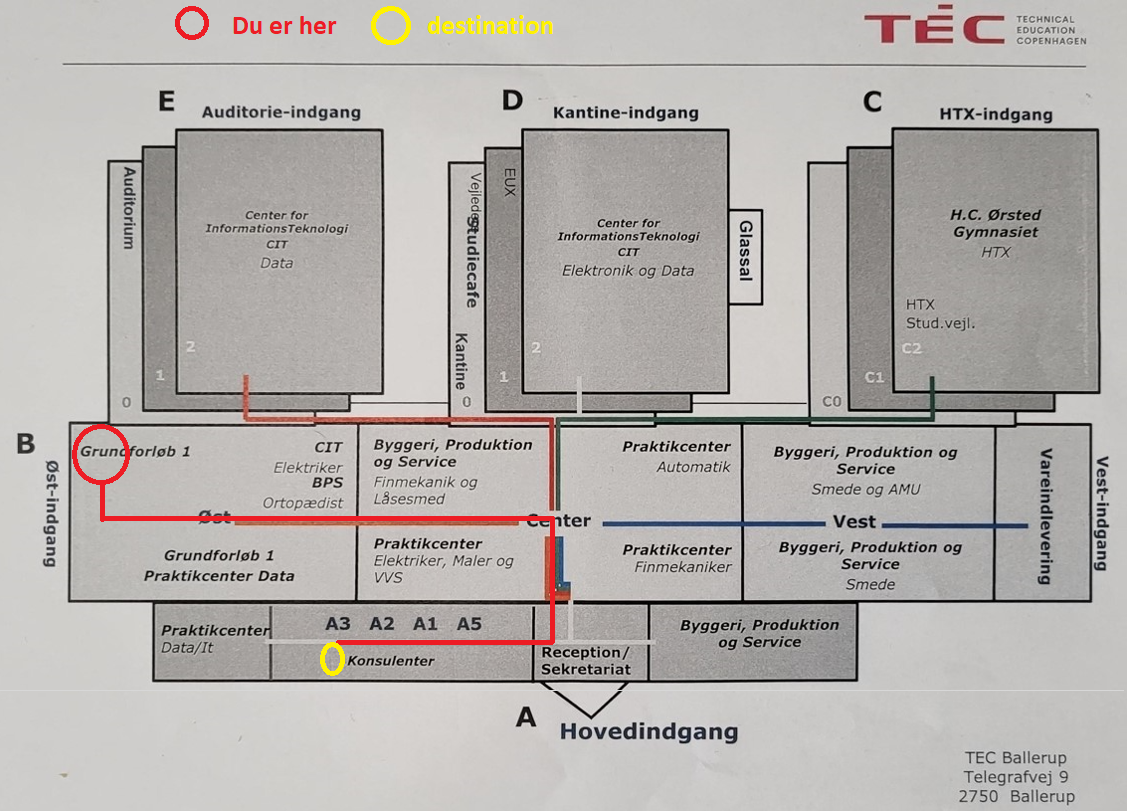 Du er her
destination
TEC
TECHNICAL
EDUCATION
COPENHAGEN
E
Auditorie-indgang
D
Kantine-indgang
C
HTX-indgang
Auditorium
Center for
InformationsTeknologi
CIT
Data
2
1
0
Studiecafe
Kantine
EUX
Center for
InformationsTeknologi
CIT
Elektronik og Data
2
1
0
Glassal
H.C. Ørsted
Gymnasiet
HTX
HTX
Stud.vejl.
C2
C1
C0
B
Øst-indgang
Grundforløb 1
CIT
Elektriker
BPS
Ortopædist
Byggeri, Produktion
og Service
Finmekanik og
Låsesmed
Praktikcenter
Automatik
Byggeri, Produktion og
Service
Smede og AMU
Vareindlevering
Vest-indgang
Øst
Center
Vest
Grundforløb 1
Praktikcenter Data
Praktikcenter
Elektriker, Maler og
VVS
Praktikcenter
Finmekaniker
Byggeri, Produktion og
Service
Smede
Praktikcenter
Data/It
A3 A2 A1 A5
Konsulenter
Reception/
Sekretariat
Byggeri, Produktion
og Service
A
Hovedindgang
TEC Ballerup
Telegrafvej 9
2750 Ballerup